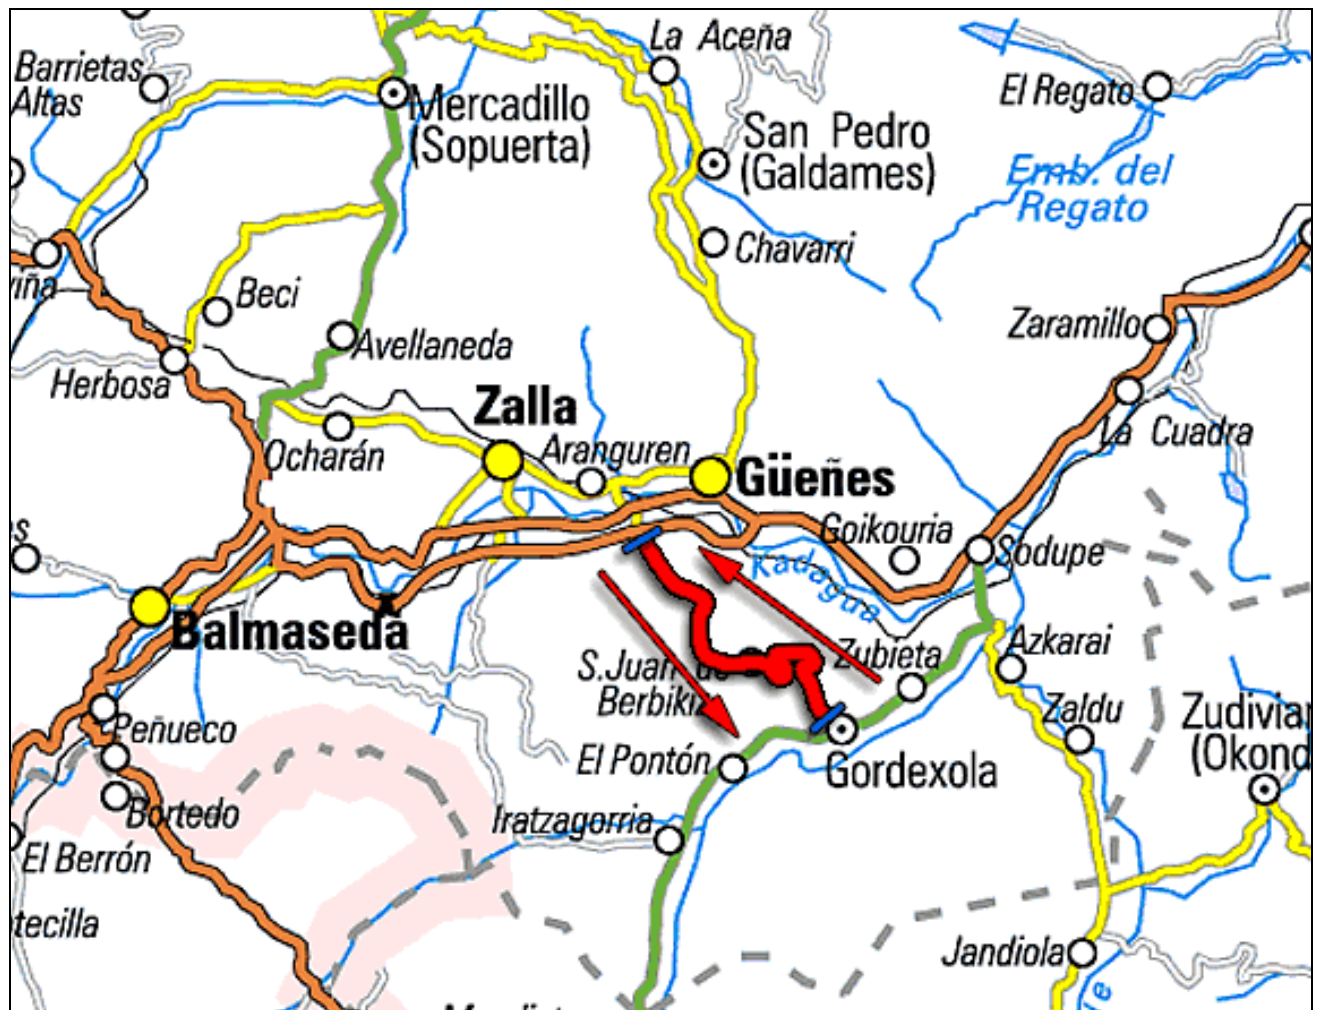 La Aceña
Barrietas
Altas
El Regato
Mercadillo
(Sopuerta)
San Pedro
(Galdames)
Emb. del
Regato
Chavarri
Beci
Zaramillo
Avellaneda
Herbosa
Zalla
La Cuadra
Ocharán
Aranguren
Güeñes
Goikouria
Sodupe
Kadagua
Balmaseda
Azkarai
Zubieta
S.Juan de
Berbikiz
Zaldu
Peñueco
El Pontón
Gordexola
Bortedo
Iratzagorria
El Berrón
Jandiola